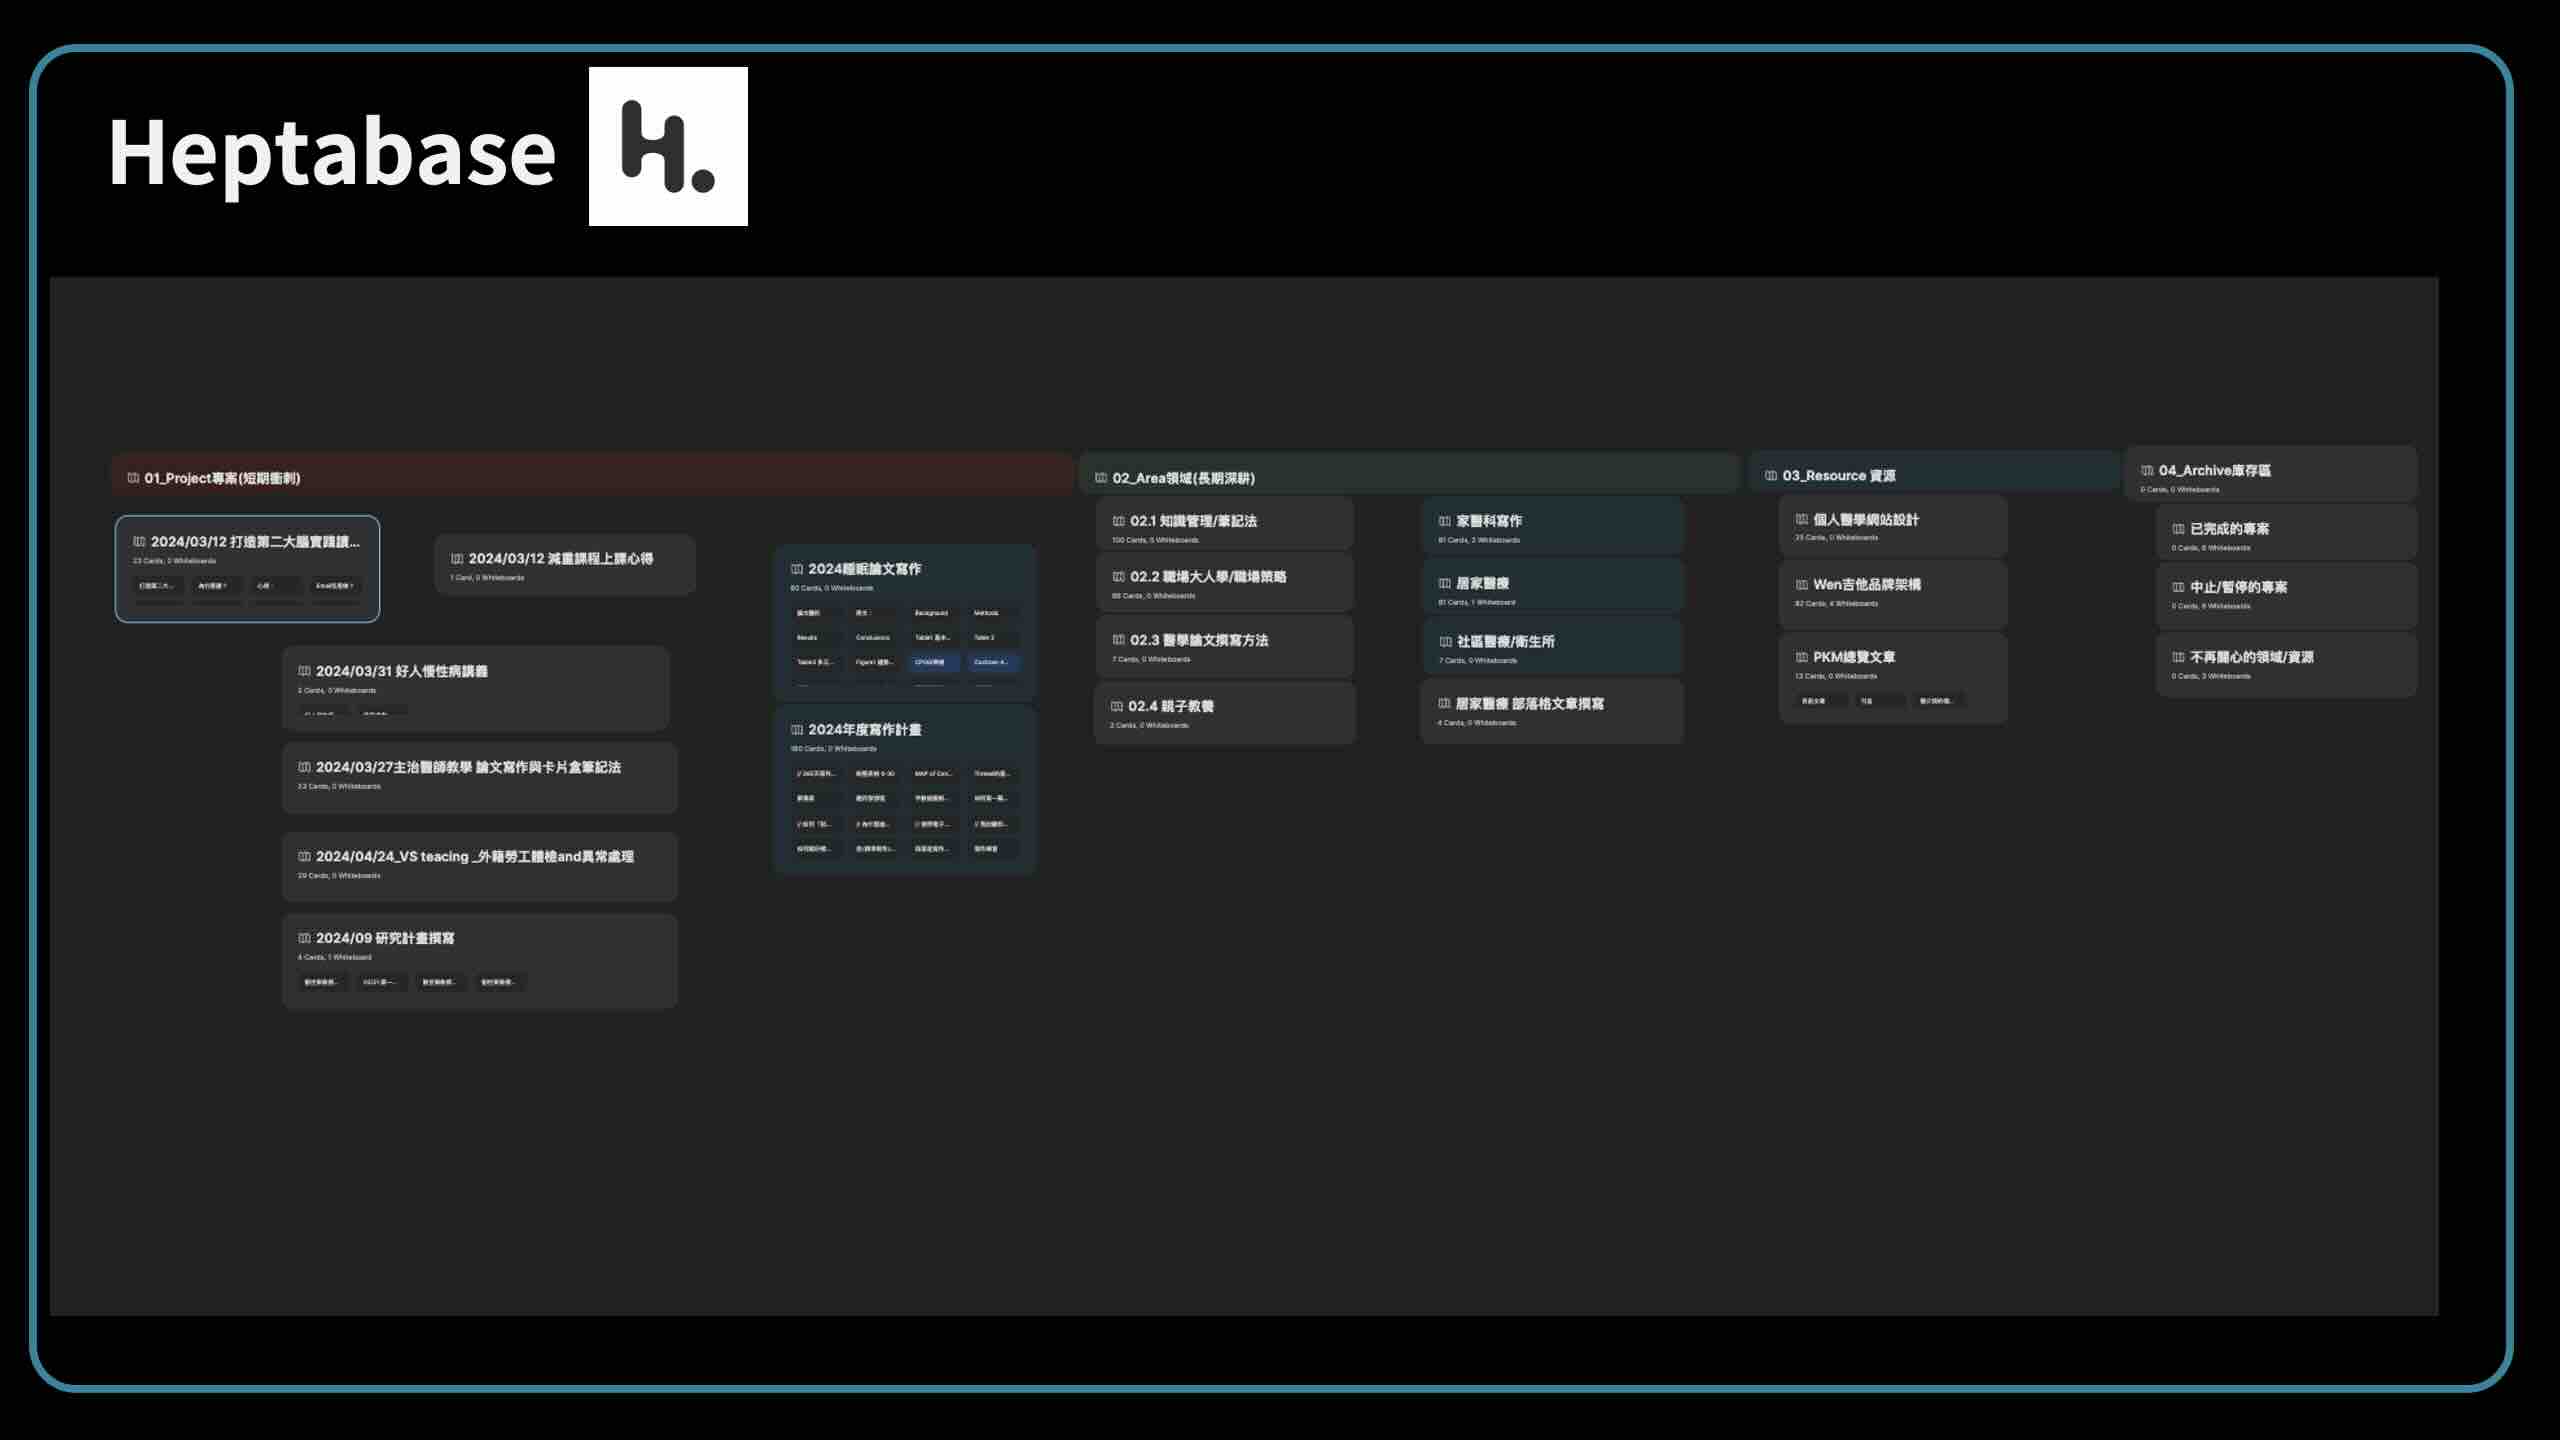 Heptabase
H.
01_Project專案(短期衝刺)
2024/03/12 打造第二大腦實踐讀...
23 Cards, 0 Whiteboards
打造第二大...
心得：
2024/03/12 減重課程上課心得
1 Card, 0 Whiteboards
2024/03/31 好人慢性病講義
2 Cards, 0 Whiteboards
2024/03/27主治醫師教學 論文寫作與卡片盒筆記法
33 Cards, 0 Whiteboards
2024/04/24_VS teacing _外籍勞工體檢and異常處理
29 Cards, 0 Whiteboards
2024/09 研究計畫撰寫
4 Cards, 1 Whiteboard
2024睡眠論文寫作
60 Cards, 0 Whiteboards
Background
Methods
Results
Conclusions
Table 2
2024年度寫作計畫
180 Cards, 0 Whiteboards
MAP of Con...
02_Area領域(長期深耕)
02.1 知識管理/筆記法
100 Cards, 0 Whiteboards
02.2 職場大人學/職場策略
88 Cards, 0 Whiteboards
02.3 醫學論文撰寫方法
7 Cards, 0 Whiteboards
02.4 親子教養
2 Cards, 0 Whiteboards
家醫科寫作
81 Cards, 2 Whiteboards
居家醫療
61 Cards, 1 Whiteboard
社區醫療/衛生所
7 Cards, 0 Whiteboards
居家醫療 部落格文章撰寫
4 Cards, 0 Whiteboards
03_Resource 資源
個人醫學網站設計
25 Cards, 0 Whiteboards
Wen吉他品牌架構
82 Cards, 4 Whiteboards
PKM總覽文章
13 Cards, 0 Whiteboards
04_Archive庫存區
0 Cards, 0 Whiteboards
已完成的專案
0 Cards, 6 Whiteboards
中止/暫停的專案
0 Cards, 6 Whiteboards
不再關心的領域/資源
0 Cards, 3 Whiteboards